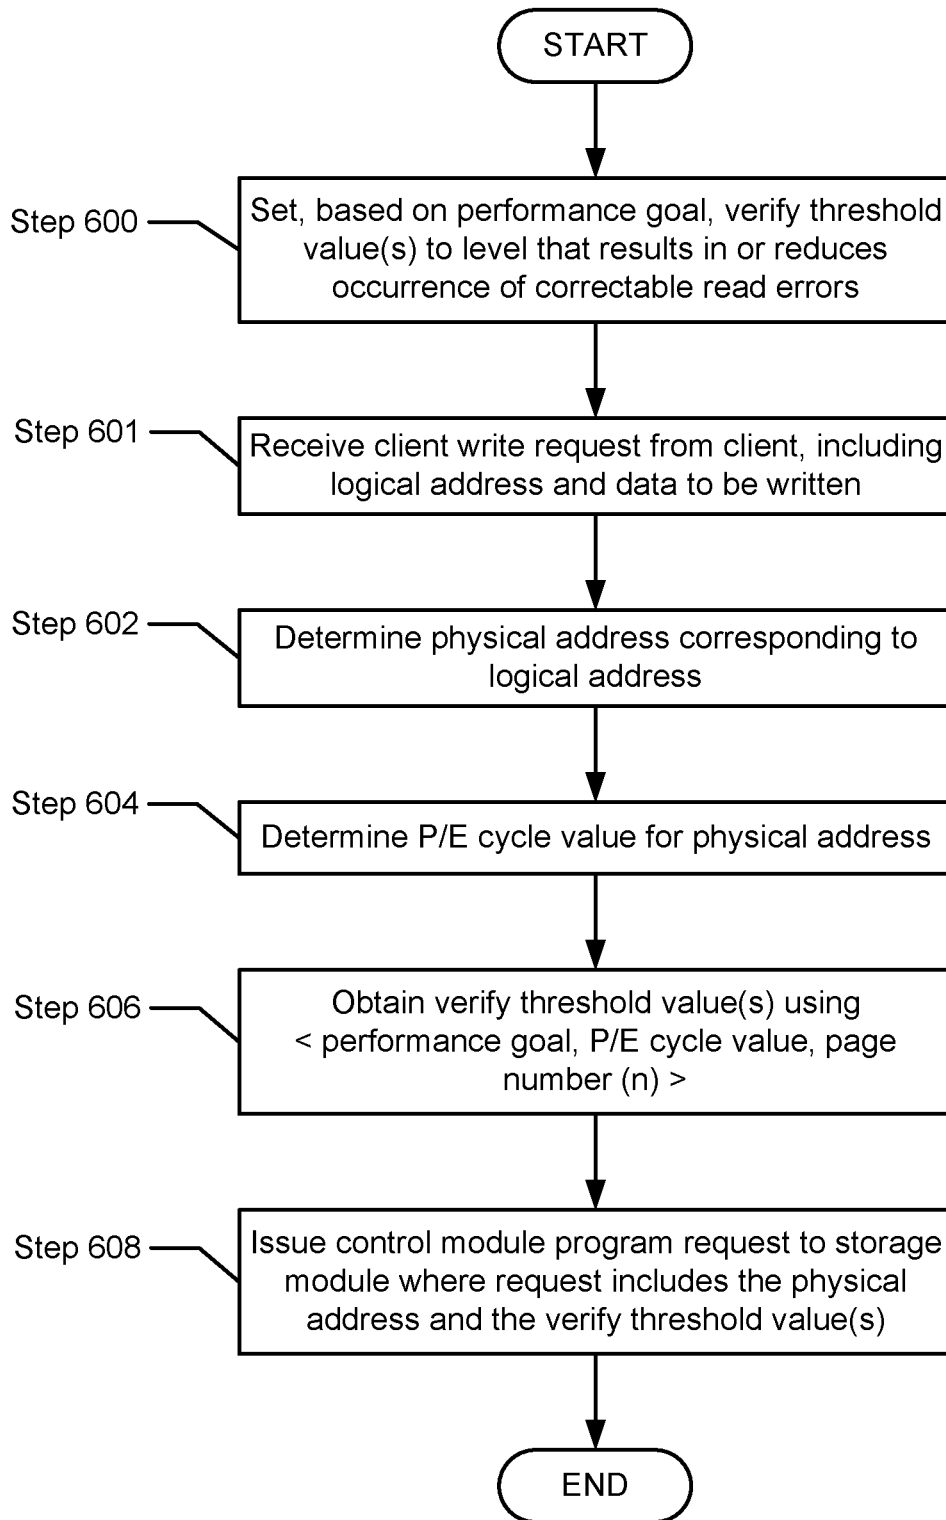 START
Step 600
Set, based on performance goal, verify threshold
value(s) to level that results in or reduces
occurrence of correctable read errors
Step 601
Receive client write request from client, including
logical address and data to be written
Step 602
Determine physical address corresponding to
logical address
Step 604
Determine P/E cycle value for physical address
Step 606
Obtain verify threshold value(s) using
< performance goal, P/E cycle value, page
number (n) >
Step 608
Issue control module program request to storage
module where request includes the physical
address and the verify threshold value(s)
END